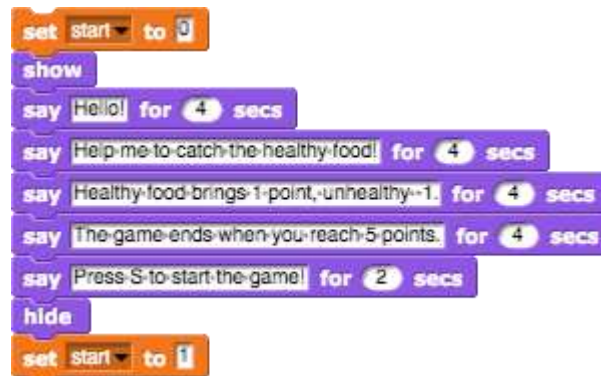 set start to 0
show
say Hello! for 4 secs
say Help me to catch the healthy food! for 4 secs
say Healthy food brings 1 point, unhealthy -1. for 4 secs
say The game ends when you reach 5 points. for 4 secs
say Press S to start the game! for 2 secs
hide
set start to 1